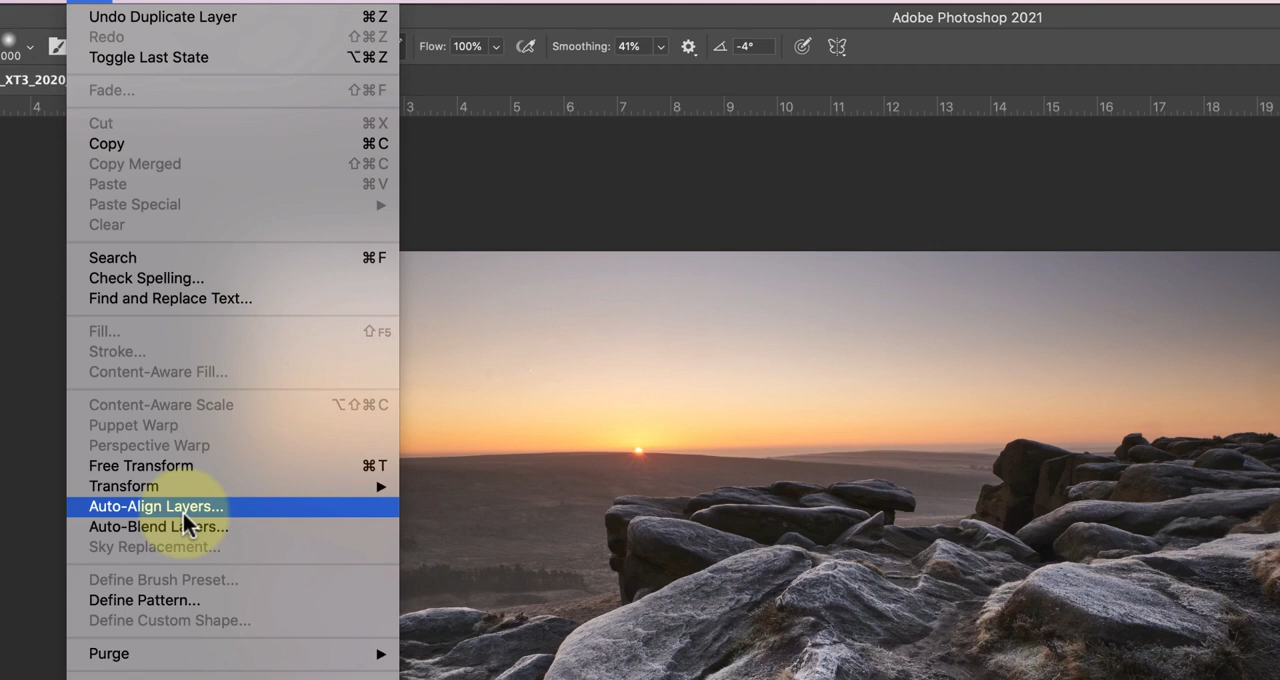 Adobe Photoshop 2021
000
Flow: 100%
Smoothing: 41%
-4°
_XT3_2020
4
3 4 5 6 7 8 9 10 11 12 13 14 15 16 17 18 19
Undo Duplicate Layer ⌘Z
Redo ⇧⌘Z
Toggle Last State ⌥⌘Z
Fade... ⇧⌘F
Cut ⌘X
Copy ⌘C
Copy Merged ⇧⌘C
Paste ⌘V
Paste Special
Clear
Search ⌘F
Check Spelling...
Find and Replace Text...
Fill... ⇧F5
Stroke...
Content-Aware Fill...
Content-Aware Scale ⌥⇧⌘C
Puppet Warp
Perspective Warp
Free Transform ⌘T
Transform
Auto-Align Layers...
Auto-Blend Layers...
Sky Replacement...
Define Brush Preset...
Define Pattern...
Define Custom Shape...
Purge